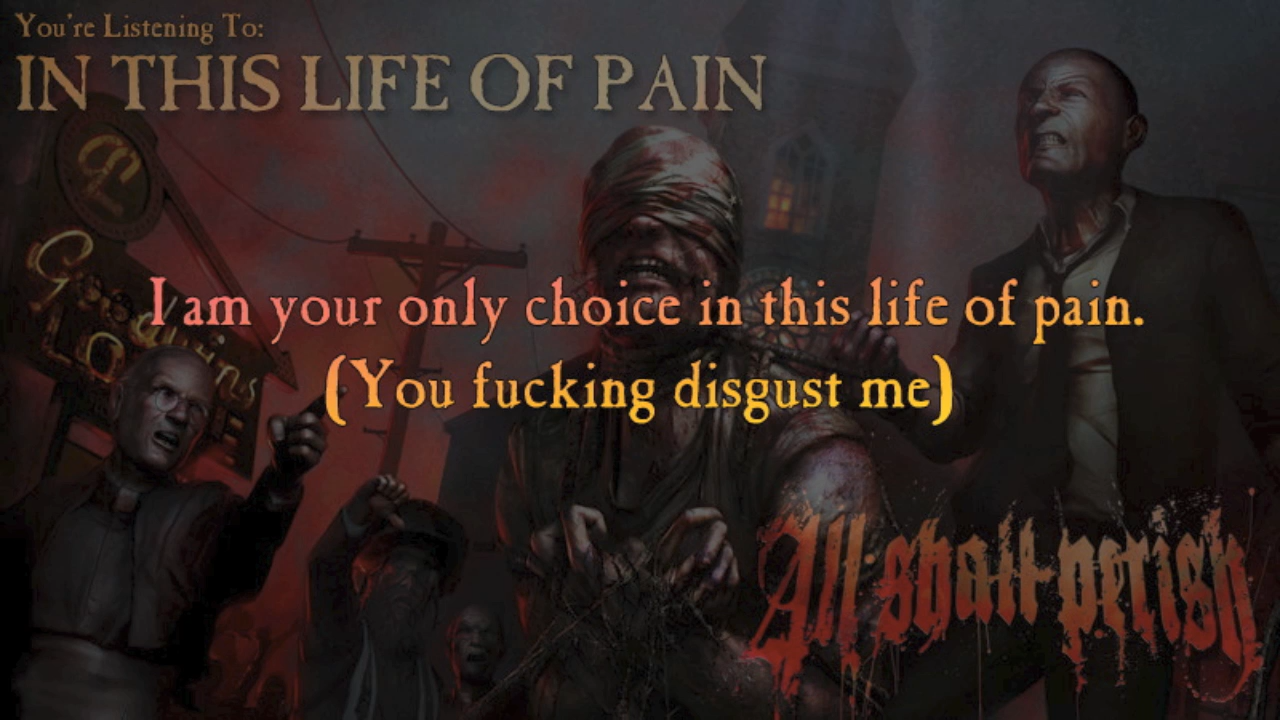 You're Listening To:
IN THIS LIFE OF PAIN
I am your only choice in this life of pain.
(You fucking disgust me)
Goodwins
All shall perish